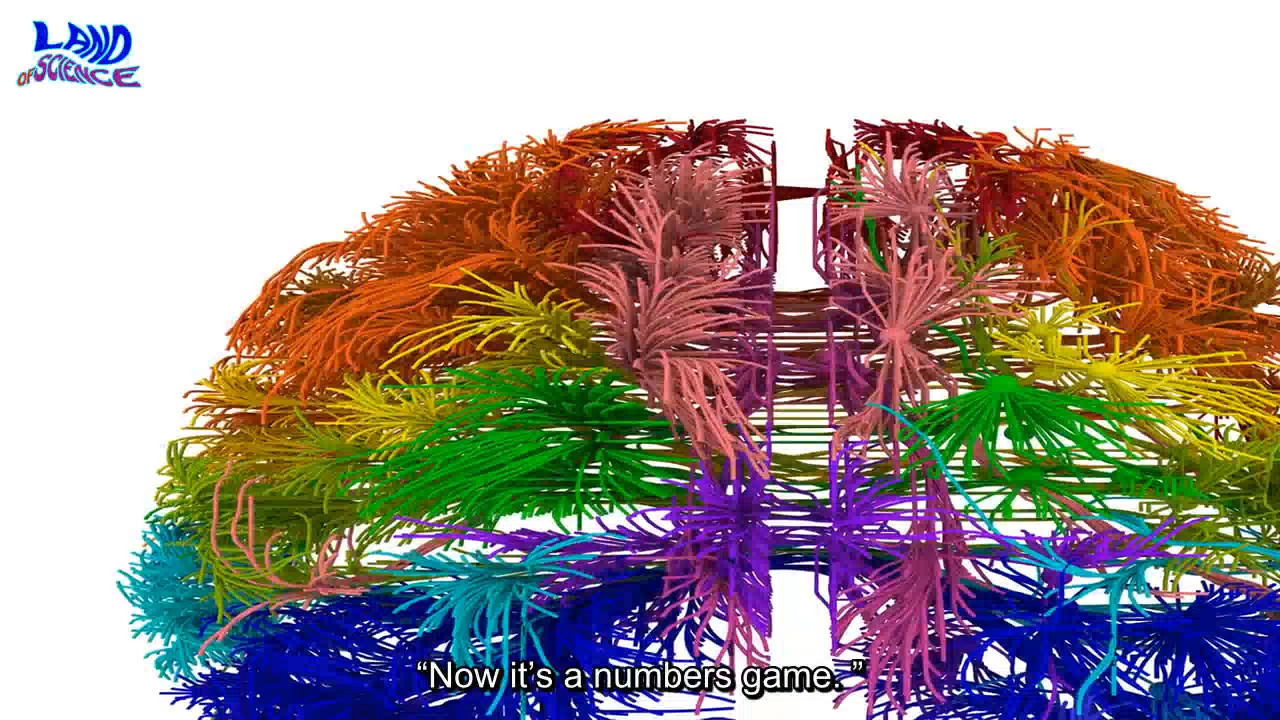 LAND
OF SCIENCE
“Now it’s a numbers game. ”